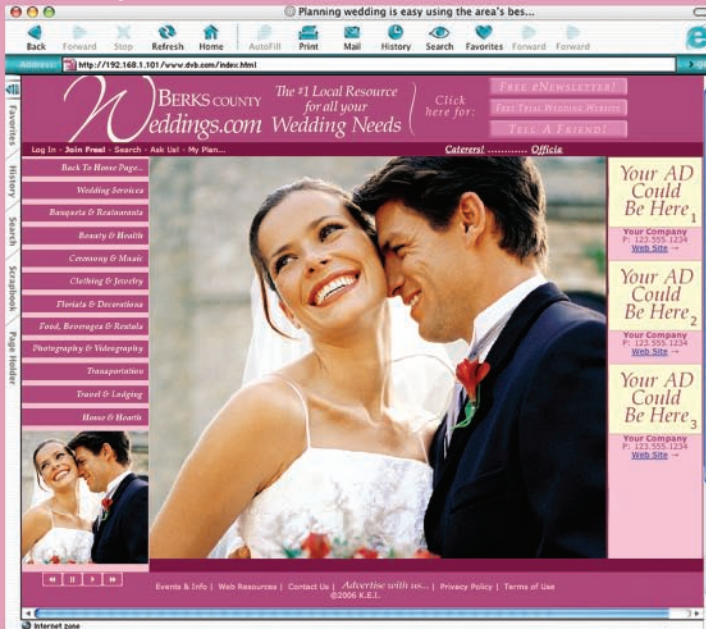 Planning wedding is easy using the area's bes...
Back Forward Stop Refresh Home AutoFill Print Mail History Search Favorites Forward Forward
Address: http://192.168.1.101/www.dvb.com/index.html
Favorites
History
Search
Scrapbook
Page Holder
BERKS COUNTY
Weddings.com
The #1 Local Resource
for all your
Wedding Needs
Click
here for:
FREE eNEWSLETTER!
FREE TRIAL WEDDING WEBSITE
TELL A FRIEND!
Log In - Join Free! - Search - Ask Us! - My Plan...
Caterers! ............ Officia
Back To Home Page...
Wedding Services
Banquets & Restaurants
Beauty & Health
Ceremony & Music
Clothing & Jewelry
Florists & Decorations
Food, Beverages & Rentals
Photography & Videography
Transportation
Travel & Lodging
Home & Hearth
Your AD
Could
Be Here1
Your Company
P: 123.555.1234
Web Site →
Your AD
Could
Be Here2
Your Company
P: 123.555.1234
Web Site →
Your AD
Could
Be Here3
Your Company
P: 123.555.1234
Web Site →
Events & Info | Web Resources | Contact Us | Advertise with us... | Privacy Policy | Terms of Use
©2006 K.E.I.
Internet zone